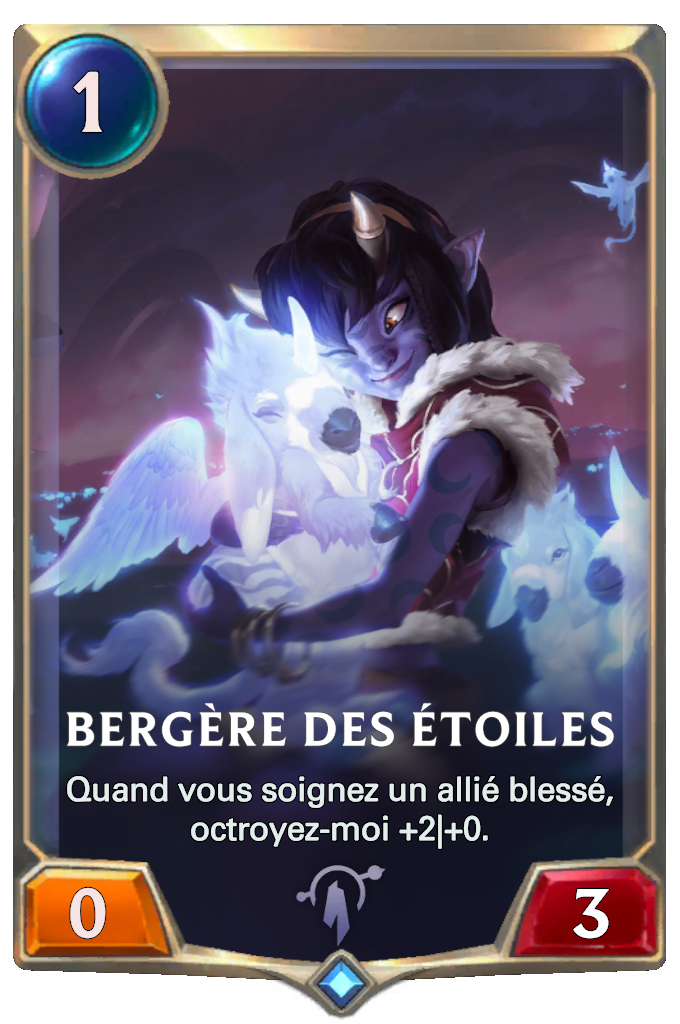 1
BERGÈRE DES ÉTOILES
Quand vous soignez un allié blessé,
octroyez-moi +2|+0.
0
3